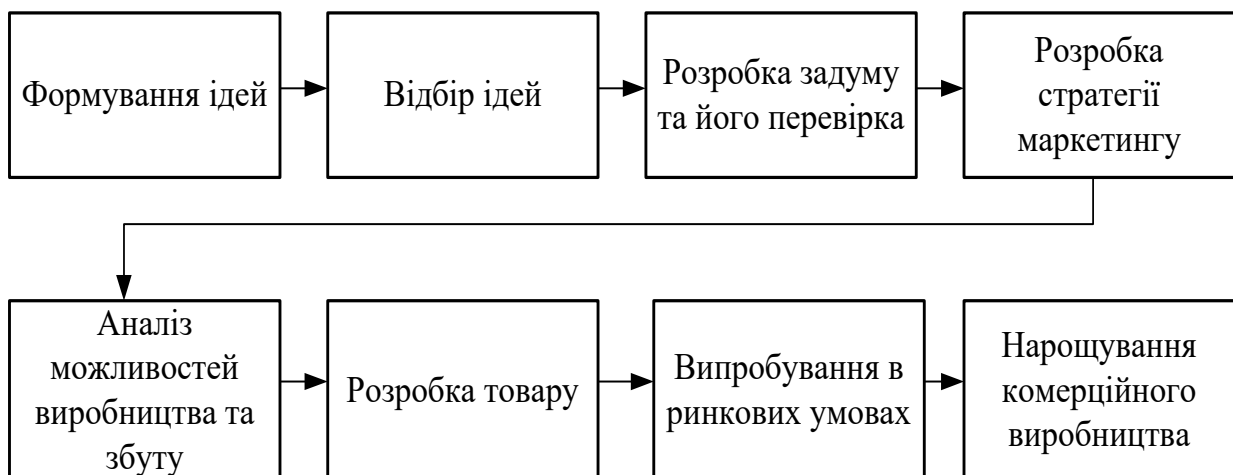 Формування ідей
Відбір ідей
Розробка задуму
та його перевірка
Розробка
стратегії
маркетингу
Аналіз
можливостей
виробництва та
збуту
Розробка товару
Випробування в
ринкових умовах
Нарощування
комерційного
виробництва